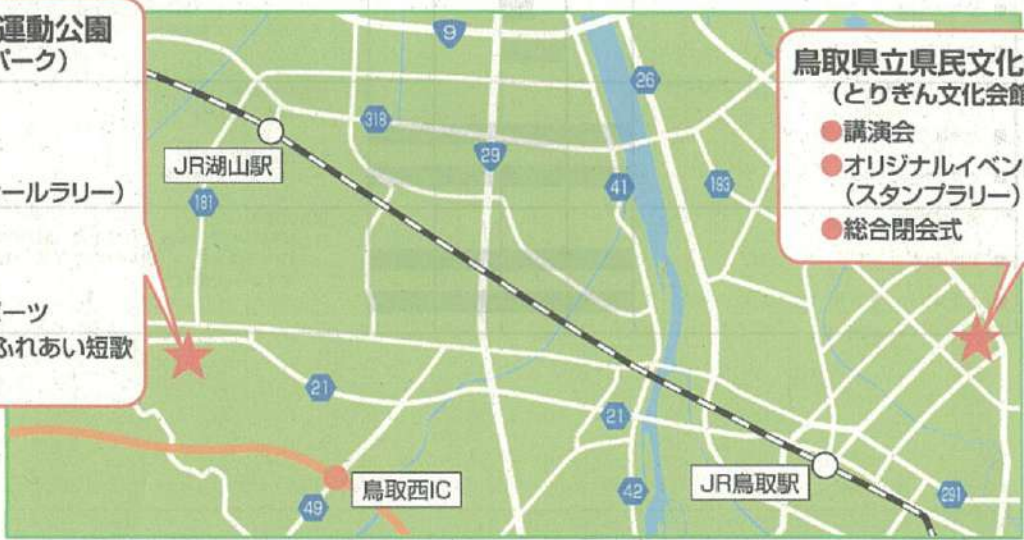 運動公園
パーク）
ールラリー）
ーツ
ふれあい短歌
9
26
318
29
JR湖山駅
181
41
183
鳥取県立県民文化
（とりぎん文化会館
●講演会
●オリジナルイベン
（スタンプラリー）
●総合閉会式
21
21
鳥取西IC
49
42
JR鳥取駅
291